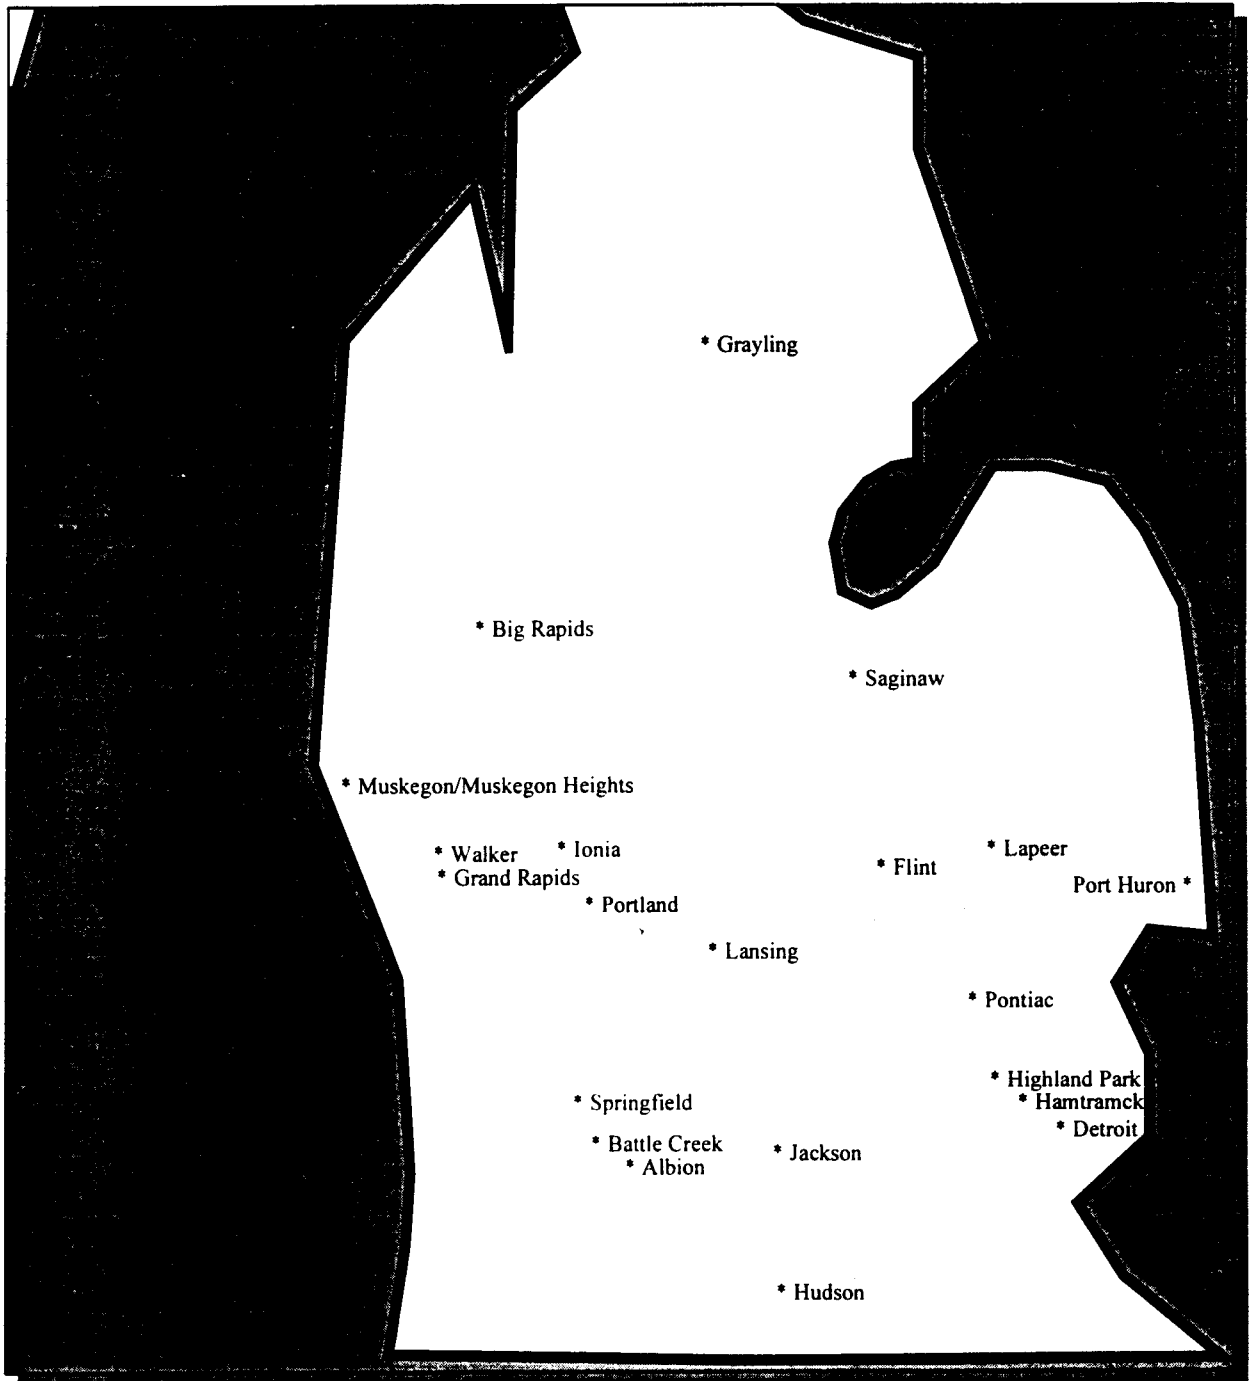 * Grayling
* Big Rapids
* Saginaw
* Muskegon/Muskegon Heights
* Walker
* Ionia
* Lapeer
* Flint
* Grand Rapids
Port Huron *
* Portland
* Lansing
* Pontiac
* Highland Park
* Springfield
* Hamtramck
* Detroit
* Battle Creek
* Jackson
* Albion
* Hudson